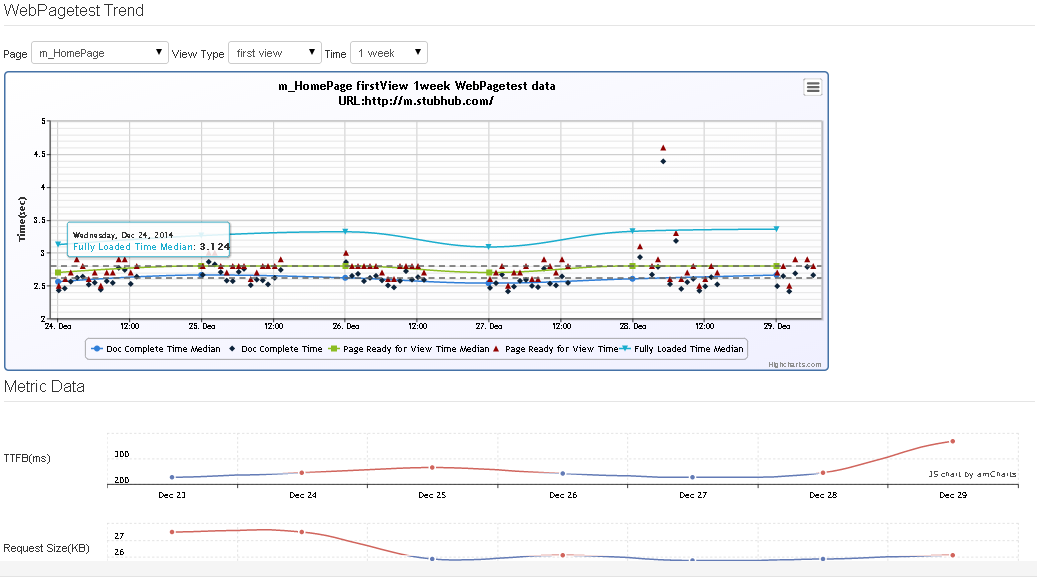 WebPagetest Trend
Page m_HomePage View Type first view Time 1 week
m_HomePage firstView 1week WebPagetest data
URL:http://m.stubhub.com/
5
4.5
4
3.5
3
2.5
2
Time(sec)
Wednesday, Dec 24, 2014
Fully Loaded Time Median: 3.124
24. Dec 12:00 25. Dec 12:00 26. Dec 12:00 27. Dec 12:00 28. Dec 12:00 29. Dec
Doc Complete Time Median Doc Complete Time Page Ready for View Time Median Page Ready for View Time Fully Loaded Time Median
Highcharts.com
Metric Data
TTFB(ms)
300
200
JS chart by amCharts
Dec 23 Dec 24 Dec 25 Dec 26 Dec 27 Dec 28 Dec 29
Request Size(KB)
27
26